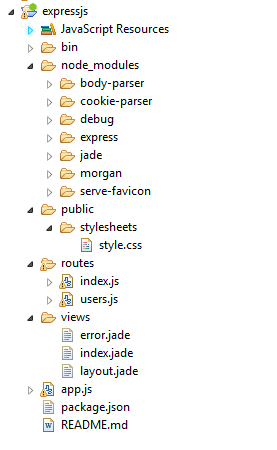 expressjs
JavaScript Resources
bin
node_modules
body-parser
cookie-parser
debug
express
jade
morgan
serve-favicon
public
stylesheets
style.css
routes
index.js
users.js
views
error.jade
index.jade
layout.jade
app.js
package.json
README.md